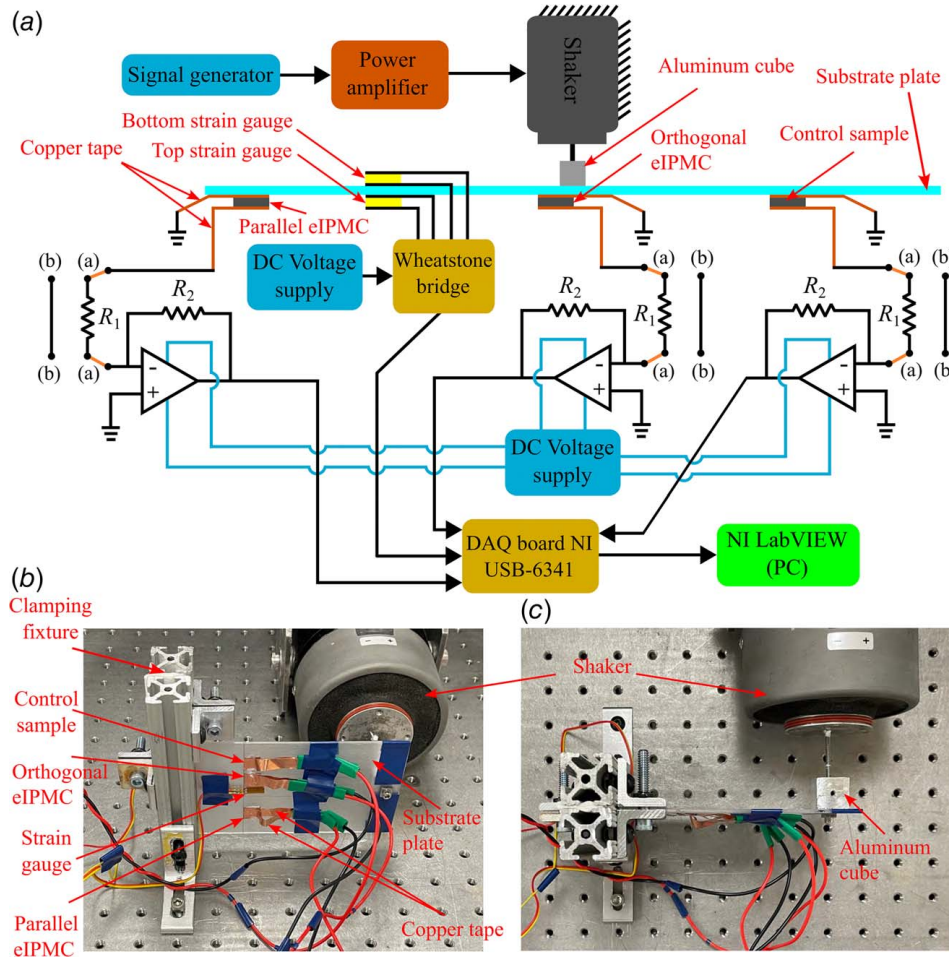 (a)
Signal generator
Power
amplifier
Shaker
Aluminum cube
Substrate plate
Bottom strain gauge
Top strain gauge
Copper tape
Orthogonal
eIPMC
Control sample
Parallel eIPMC
DC Voltage
supply
Wheatstone
bridge
(b) (a)
R1
R2
(b) (a)
- +
R2
(a) (b)
R1
(a) (b)
- +
R2
(a) (b)
R1
(a) (b)
- +
DC Voltage
supply
DAQ board NI
USB-6341
NI LabVIEW
(PC)
(b)
Clamping
fixture
Control
sample
Orthogonal
eIPMC
Strain
gauge
Parallel
eIPMC
Substrate
plate
Copper tape
(c)
Shaker
- +
Aluminum
cube